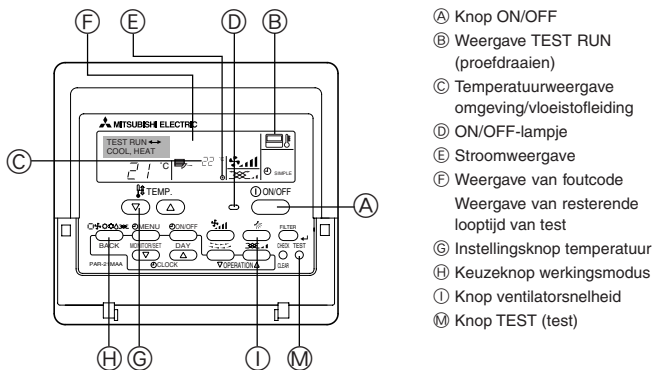 F
E
D
B
MITSUBISHI ELECTRIC
TEST RUN
COOL, HEAT
21 °C
22 °C
SIMPLE
C
TEMP.
ON/OFF
A
MENU
ON/OFF
FILTER
BACK
MONITOR/SET
DAY
CHECK TEST
PAR-21MAA
CLOCK
OPERATION
CLEAR
H
G
I
M
A Knop ON/OFF
B Weergave TEST RUN
(proefdraaien)
C Temperatuurweergave
omgeving/vloeistofleiding
D ON/OFF-lampje
E Stroomweergave
F Weergave van foutcode
Weergave van resterende
looptijd van test
G Instellingsknop temperatuur
H Keuzeknop werkingsmodus
I Knop ventilatorsnelheid
M Knop TEST (test)